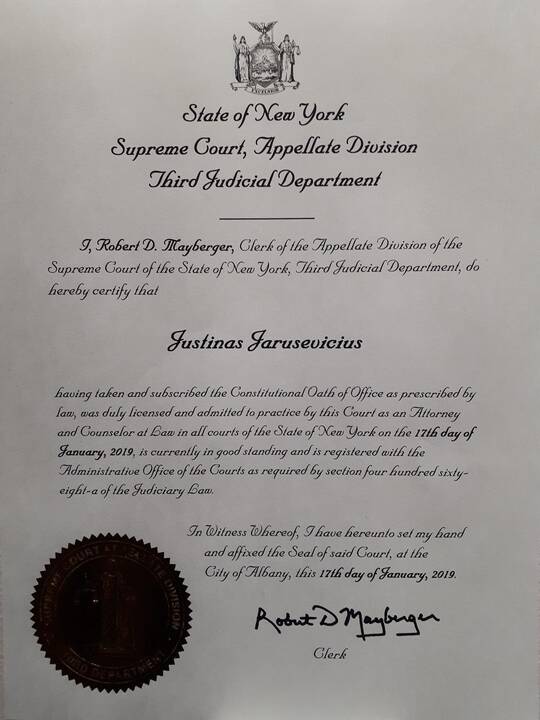 EXCELSIOR
State of New York
Supreme Court, Appellate Division
Third Judicial Department
I, Robert D. Mayberger, Clerk of the Appellate Division of the
Supreme Court of the State of New York, Third Judicial Department, do
hereby certify that
Justinas Jarusevicius
having taken and subscribed the Constitutional Oath of Office as prescribed by
law, was duly licensed and admitted to practice by this Court as an Attorney
and Counselor at Law in all courts of the State of New York on the 17th day of
January, 2019, is currently in good standing and is registered with the
Administrative Office of the Courts as required by section four hundred sixty-
eight-a of the Judiciary Law.
In Witness Whereof, I have hereunto set my hand
and affixed the Seal of said Court, at the
City of Albany, this 17th day of January, 2019.
Robert D Mayberger
Clerk
SUPREME COURT APPELLATE DIVISION
THIRD DEPARTMENT